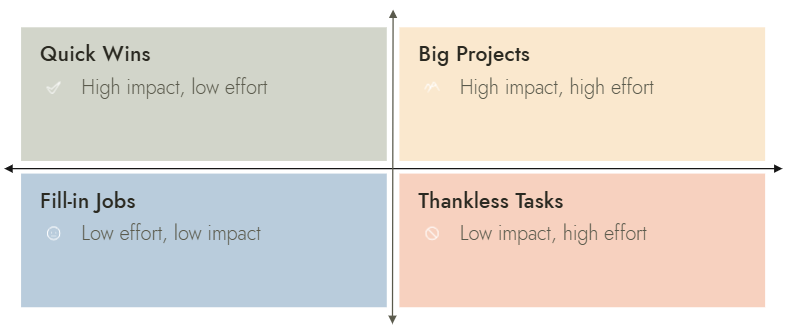 Quick Wins
High impact, low effort
Big Projects
High impact, high effort
Fill-in Jobs
Low effort, low impact
Thankless Tasks
Low impact, high effort